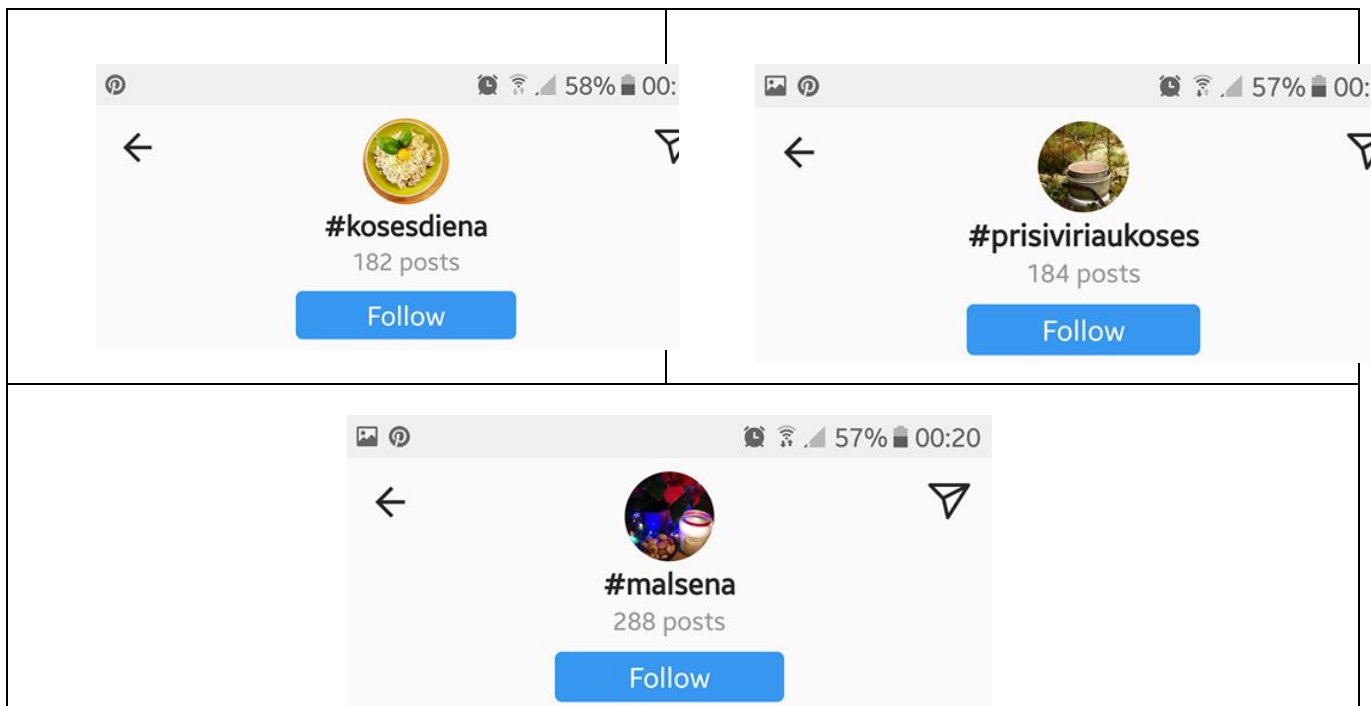 58% 00:
#kosesdiena
182 posts
Follow
57% 00:
#prisiviriaukoses
184 posts
Follow
57% 00:20
#malsena
288 posts
Follow